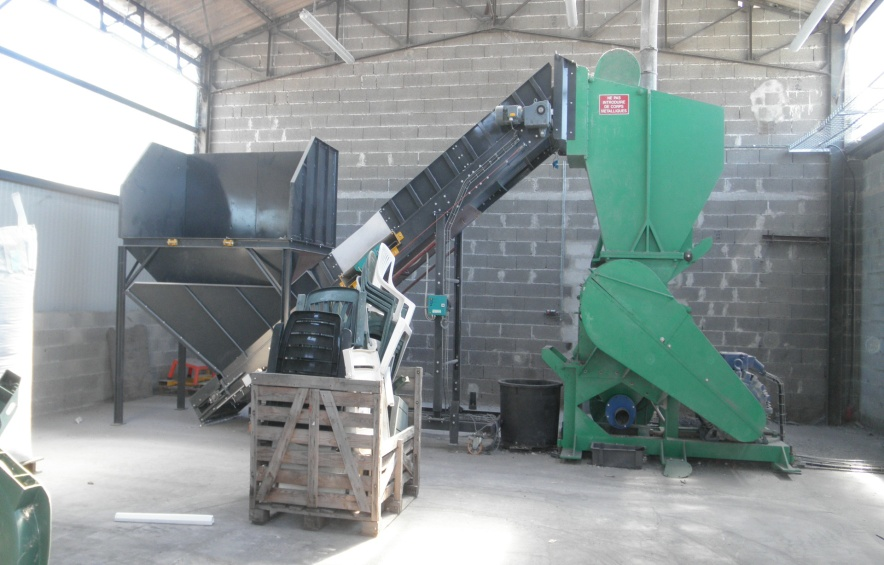 NE PAS
INTRODUIRE
DE CORPS
METALLIQUES